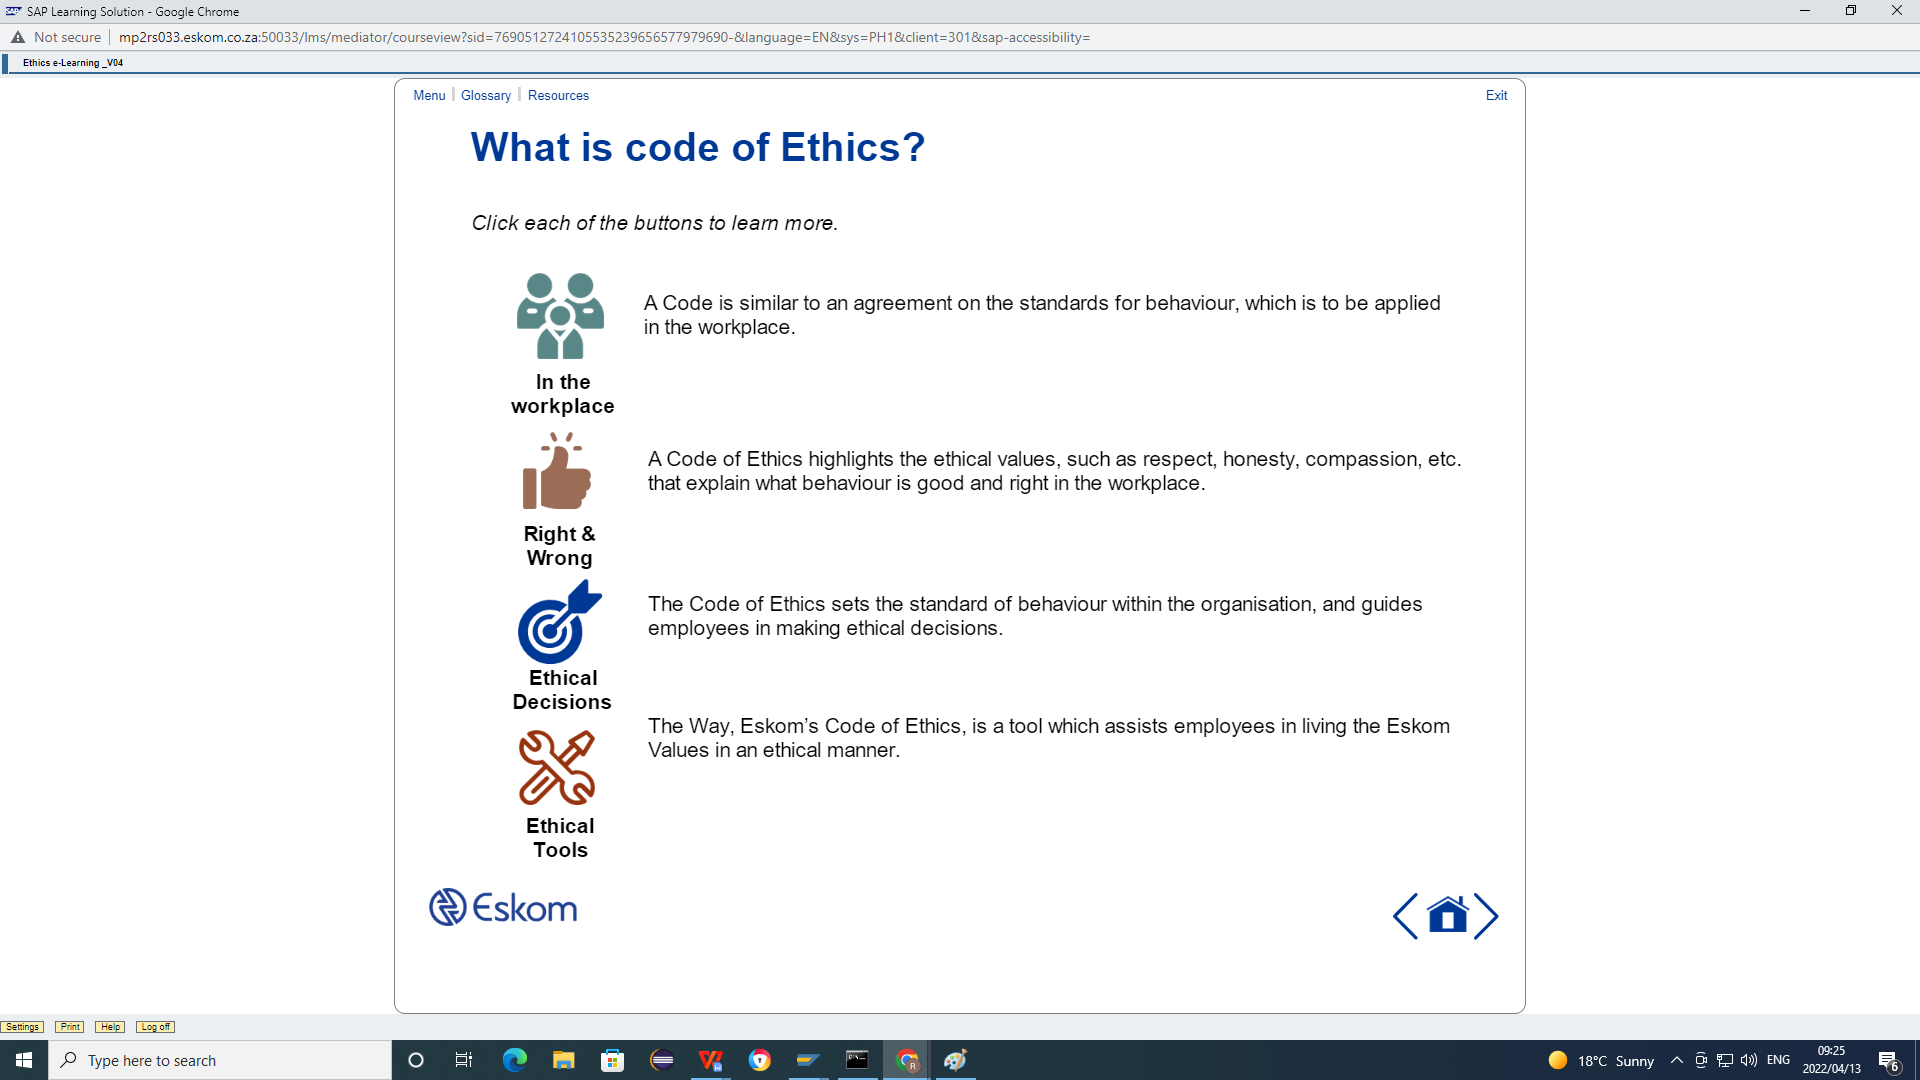 SAP Learning Solution - Google Chrome
Not secure
mp2rs033.eskom.co.za:50033/lms/mediator/courseview?sid=7690512724105535239656577979690-&language=EN&sys=PH1&client=301&sap-accessibility=
Ethics e-Learning _V04
Menu Glossary Resources
Exit
What is code of Ethics?
Click each of the buttons to learn more.
A Code is similar to an agreement on the standards for behaviour, which is to be applied
in the workplace.
In the
workplace
A Code of Ethics highlights the ethical values, such as respect, honesty, compassion, etc.
that explain what behaviour is good and right in the workplace.
Right &
Wrong
The Code of Ethics sets the standard of behaviour within the organisation, and guides
employees in making ethical decisions.
Ethical
Decisions
The Way, Eskom’s Code of Ethics, is a tool which assists employees in living the Eskom
Values in an ethical manner.
Ethical
Tools
Eskom
Settings Print Help Log off
Type here to search
18°C Sunny
ENG
09:25
2022/04/13
6